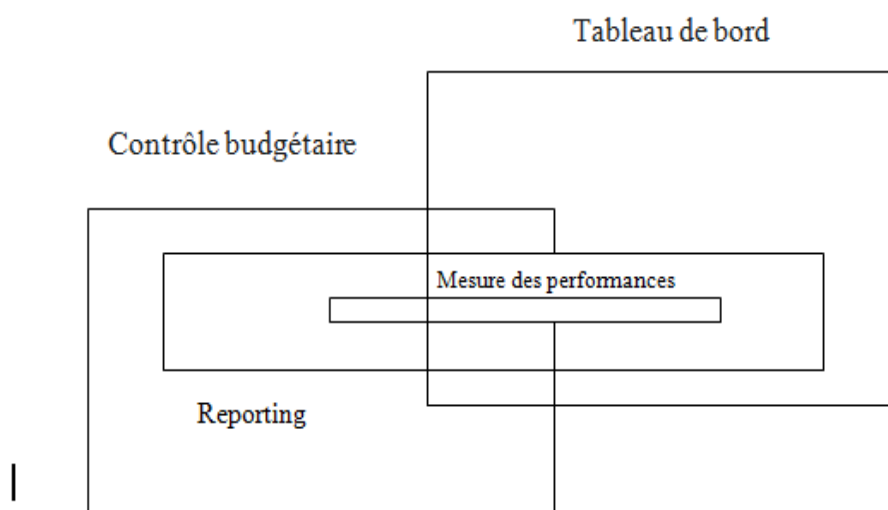 Tableau de bord
Contrôle budgétaire
Mesure des performances
Reporting